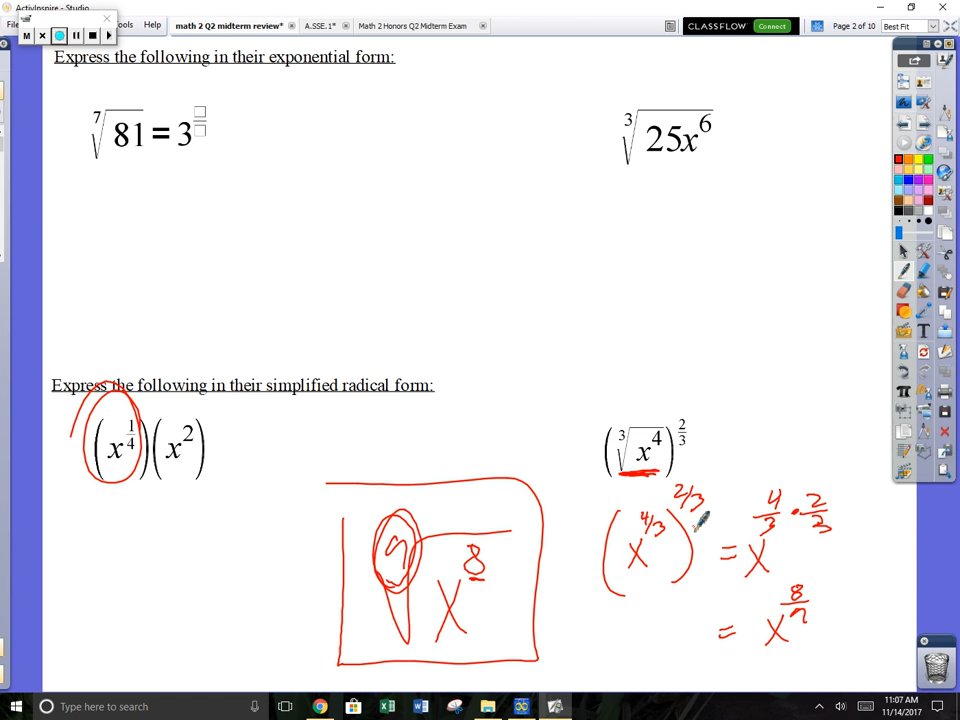 ActivInspire - Studio
Tools Help
math 2 Q2 midterm review* A.SSE.1* Math 2 Honors Q2 Midterm Exam CLASSFLOW Connect Page 2 of 10 Best Fit
M
Express the following in their exponential form:
⁷√81 = 3^(□/□)
³√(25x⁶)
Express the following in their simplified radical form:
(x^(1/4))(x²)
(³√(x⁴))^(2/3)
(x^(4/3))^(2/3) = x^(4/3 · 2/3)
= x^(8/9)
⁹√(x⁸)
Type here to search
11:07 AM
11/14/2017